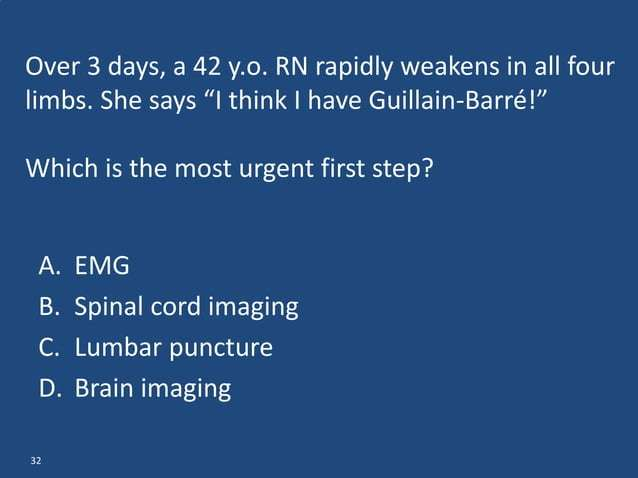 Over 3 days, a 42 y.o. RN rapidly weakens in all four
limbs. She says “I think I have Guillain-Barré!”
Which is the most urgent first step?
A. EMG
B. Spinal cord imaging
C. Lumbar puncture
D. Brain imaging
32